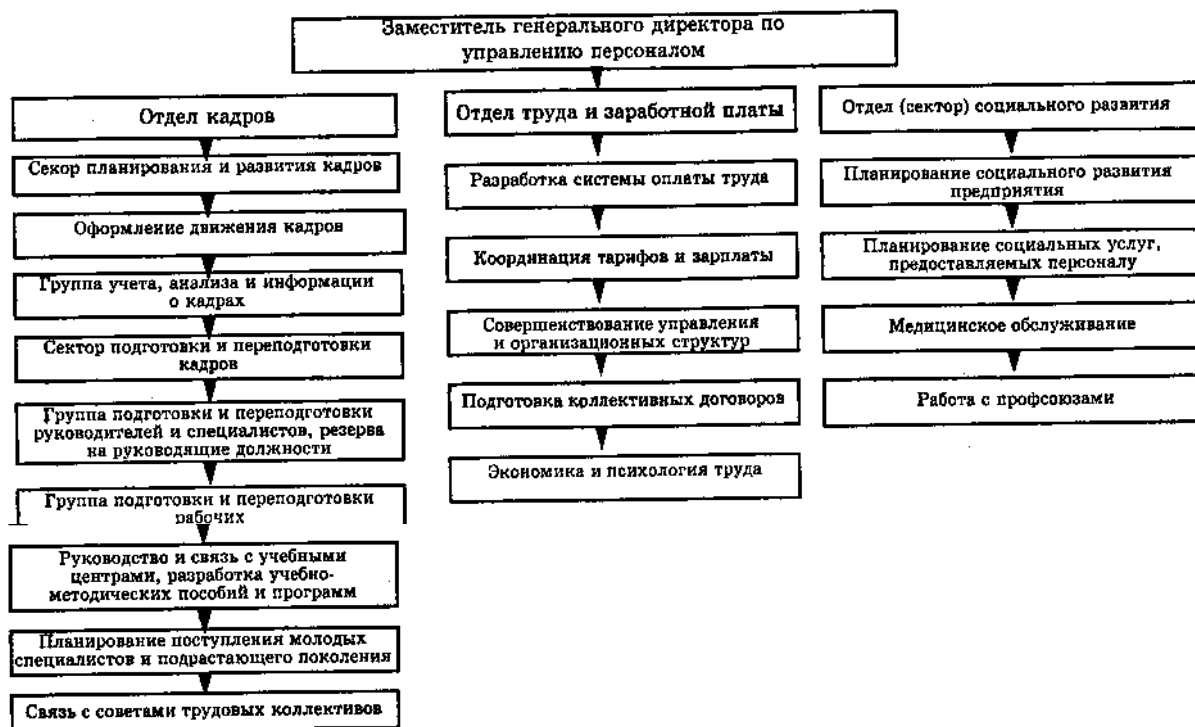 Заместитель генерального директора по
управлению персоналом
Отдел кадров
Секор планирования и развития кадров
Оформление движения кадров
Группа учета, анализа и информации
о кадрах
Сектор подготовки и переподготовки
кадров
Группа подготовки и переподготовки
руководителей и специалистов, резерва
на руководящие должности
Группа подготовки и переподготовки
рабочих
Руководство и связь с учебными
центрами, разработка учебно-
методических пособий и программ
Планирование поступления молодых
специалистов и подрастающего поколения
Связь с советами трудовых коллективов
Отдел труда и заработной платы
Разработка системы оплаты труда
Координация тарифов и зарплаты
Совершенствование управления
и организационных структур
Подготовка коллективных договоров
Экономика и психология труда
Отдел (сектор) социального развития
Планирование социального развития
предприятия
Планирование социальных услуг,
предоставляемых персоналу
Медицинское обслуживание
Работа с профсоюзами